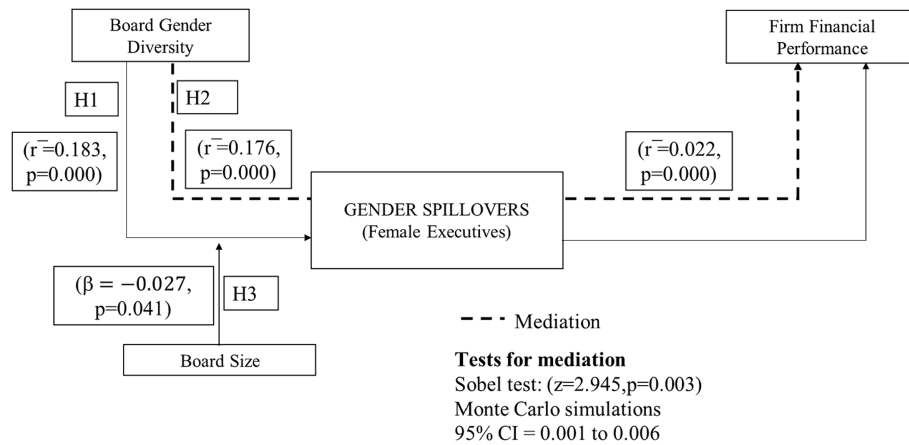 Board Gender
Diversity
Firm Financial
Performance
H1
H2
(r̅=0.183,
p=0.000)
(r̅=0.176,
p=0.000)
(r̅=0.022,
p=0.000)
GENDER SPILLOVERS
(Female Executives)
(β = −0.027,
p=0.041)
H3
Board Size
Mediation
Tests for mediation
Sobel test: (z=2.945,p=0.003)
Monte Carlo simulations
95% CI = 0.001 to 0.006